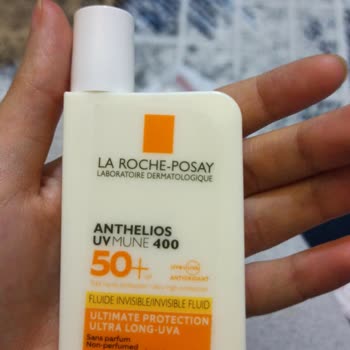 LA ROCHE-POSAY
LABORATOIRE DERMATOLOGIQUE
ANTHELIOS
UVMUNE 400
50+
ANTIOXIDANT
FLUIDE INVISIBLE/INVISIBLE FLUID
ULTIMATE PROTECTION
ULTRA LONG-UVA
Sans parfum
Non-perfumed